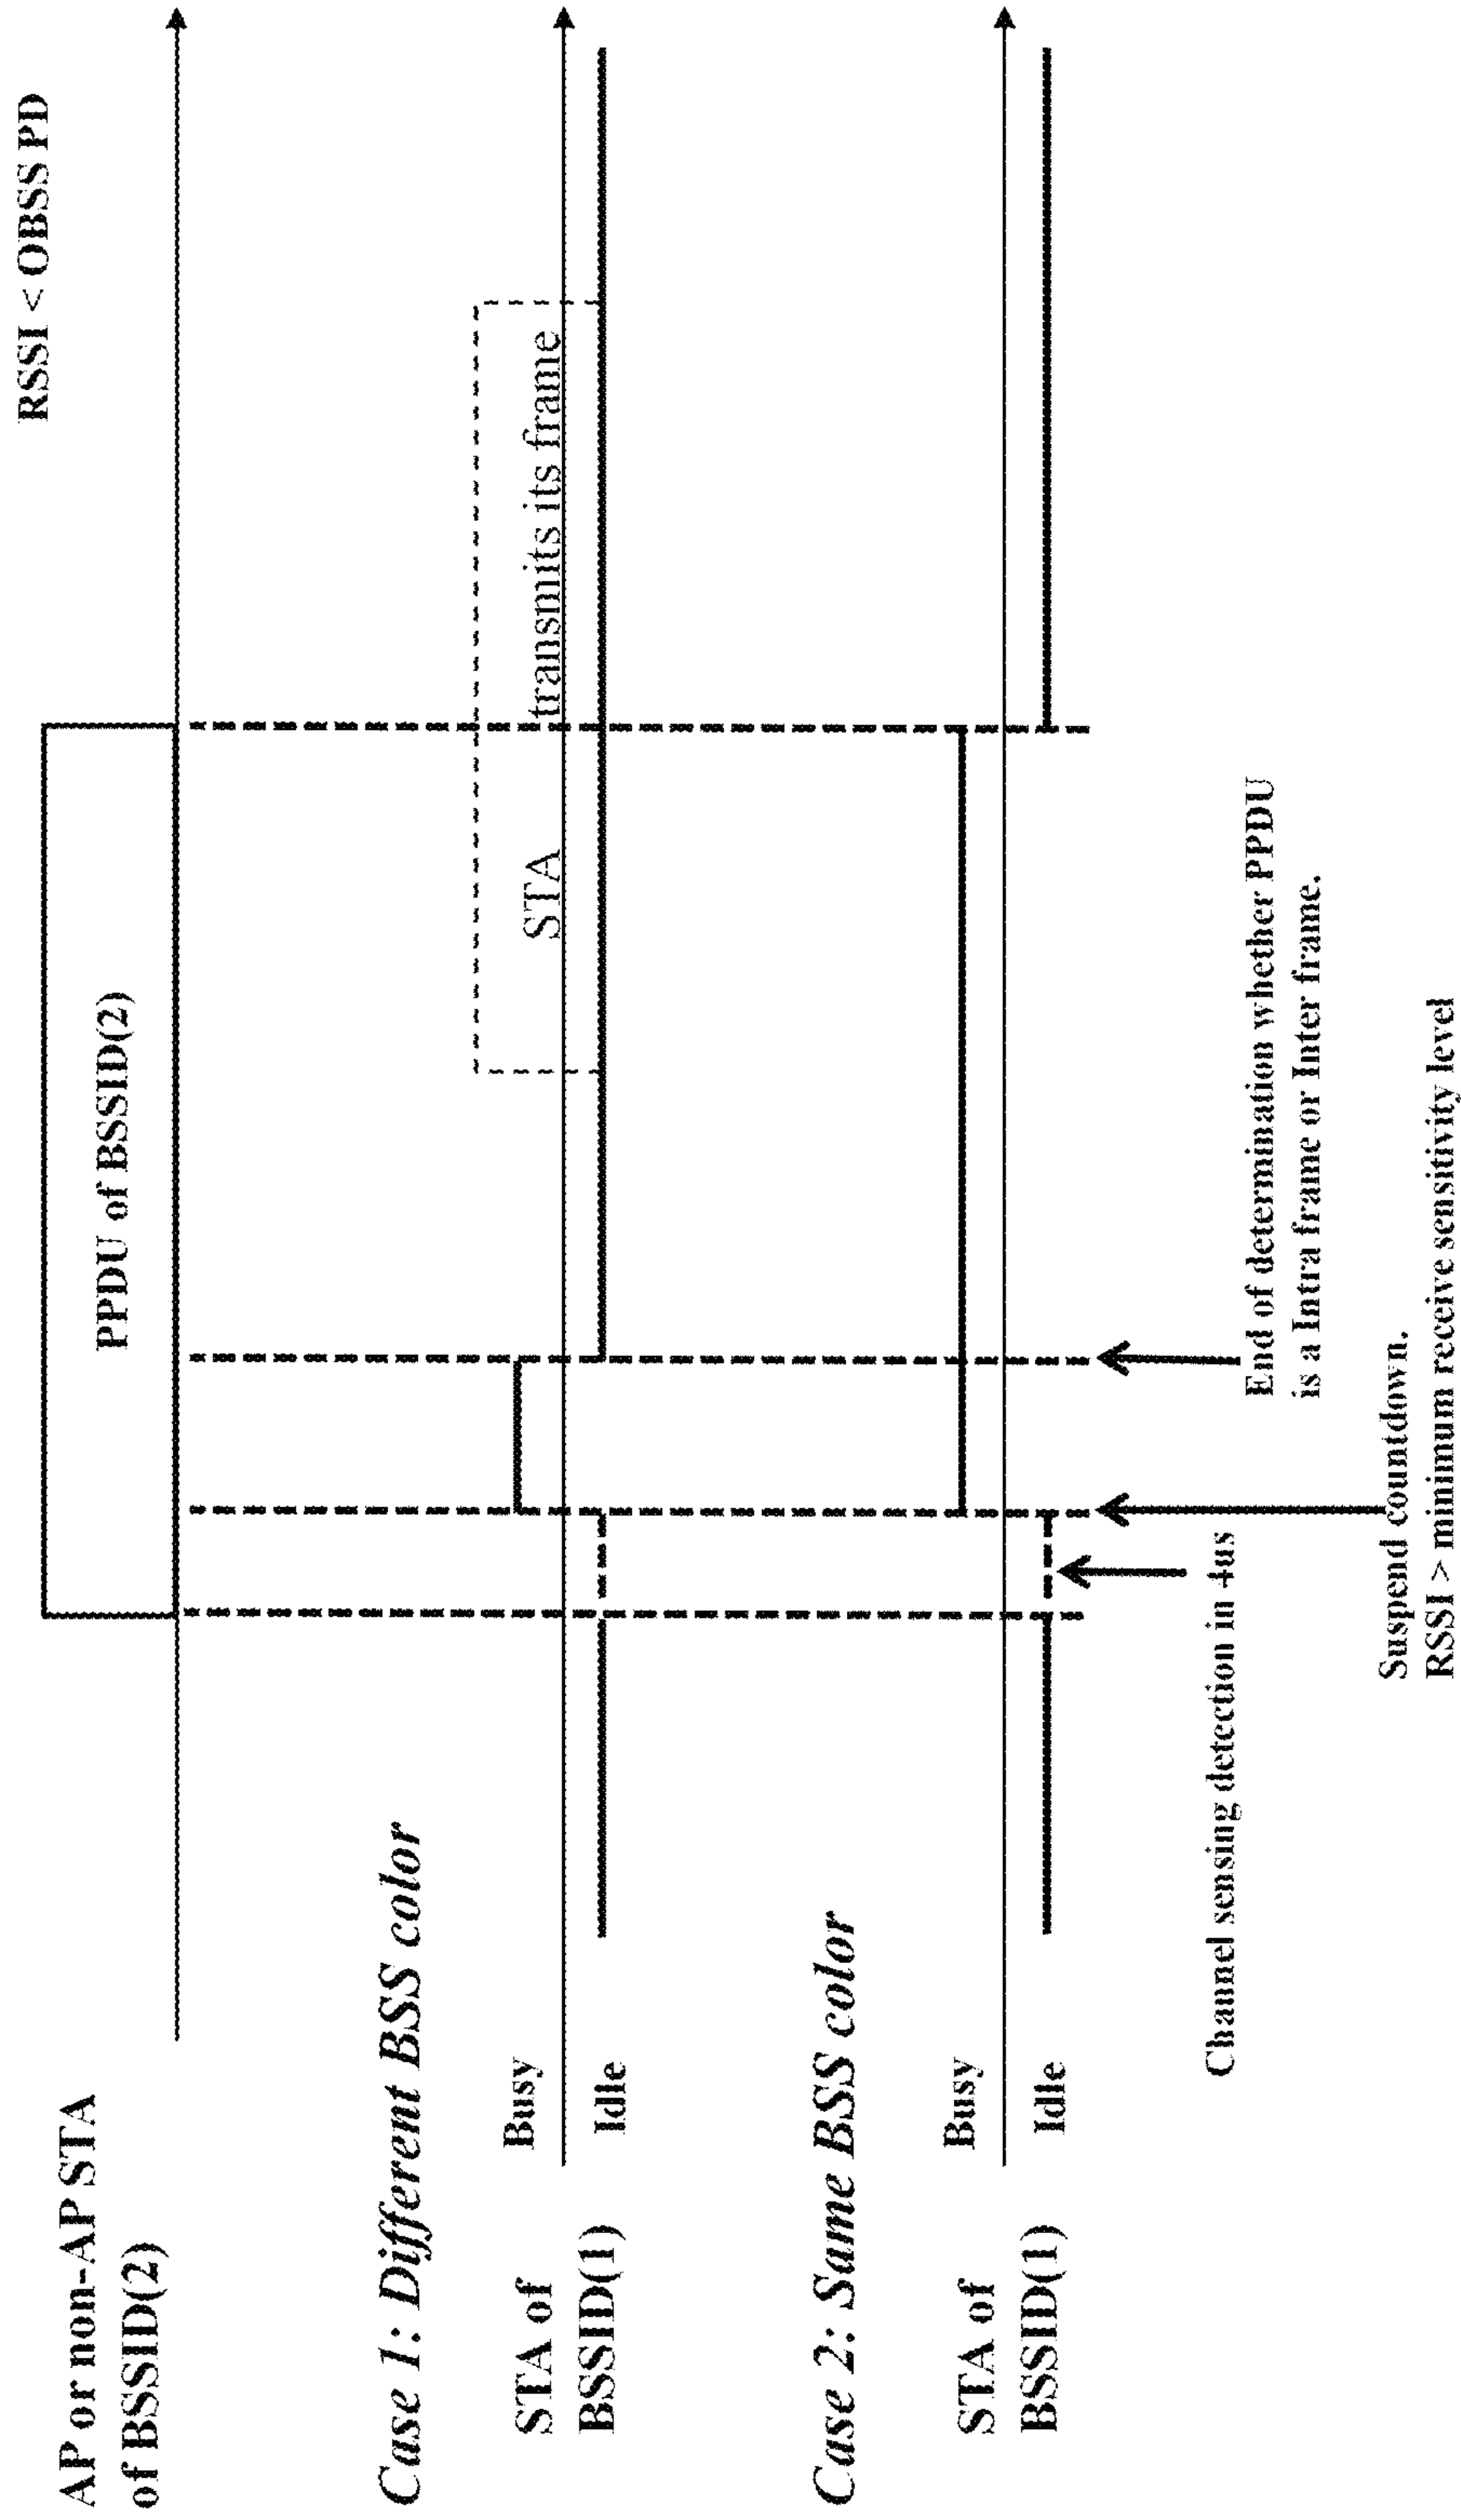 RSSI < OBSS PD
AP or non-AP STA
of BSSID(2)
PPDU of BSSID(2)
Case 1: Different BSS color
STA of
BSSID(1)
Busy
Idle
STA transmits its frame
Case 2: Same BSS color
STA of
BSSID(1)
Busy
Idle
Channel sensing detection in 4us
End of determination whether PPDU
is a Intra frame or Inter frame.
Suspend countdown.
RSSI > minimum receive sensitivity level